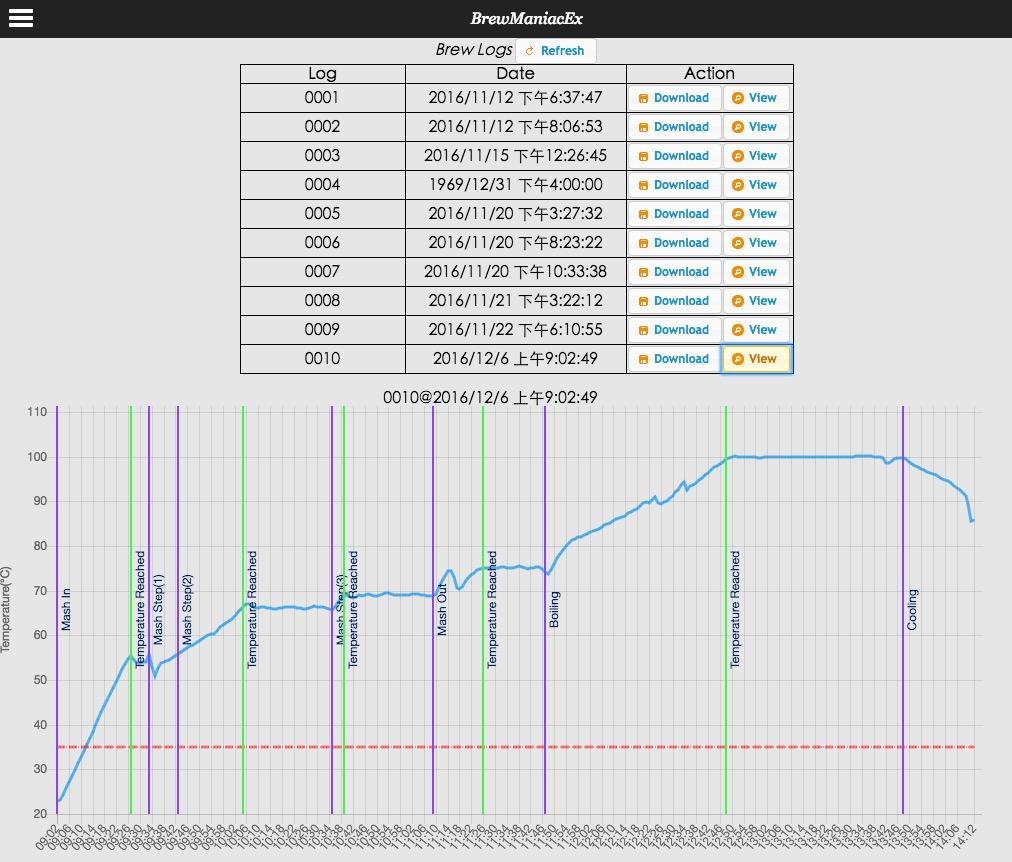 BrewManiacEx
Brew Logs Refresh
Log Date Action
0001 2016/11/12 下午6:37:47 Download View
0002 2016/11/12 下午8:06:53 Download View
0003 2016/11/15 下午12:26:45 Download View
0004 1969/12/31 下午4:00:00 Download View
0005 2016/11/20 下午3:27:32 Download View
0006 2016/11/20 下午8:23:22 Download View
0007 2016/11/20 下午10:33:38 Download View
0008 2016/11/21 下午3:22:12 Download View
0009 2016/11/22 下午6:10:55 Download View
0010 2016/12/6 上午9:02:49 Download View
0010@2016/12/6 上午9:02:49
110
100
90
80
70
60
50
40
30
20
Temperature(°C)
Mash In
Temperature Reached
Mash Step(1)
Mash Step(2)
Temperature Reached
Mash Step(3)
Temperature Reached
Mash Out
Temperature Reached
Boiling
Temperature Reached
Cooling